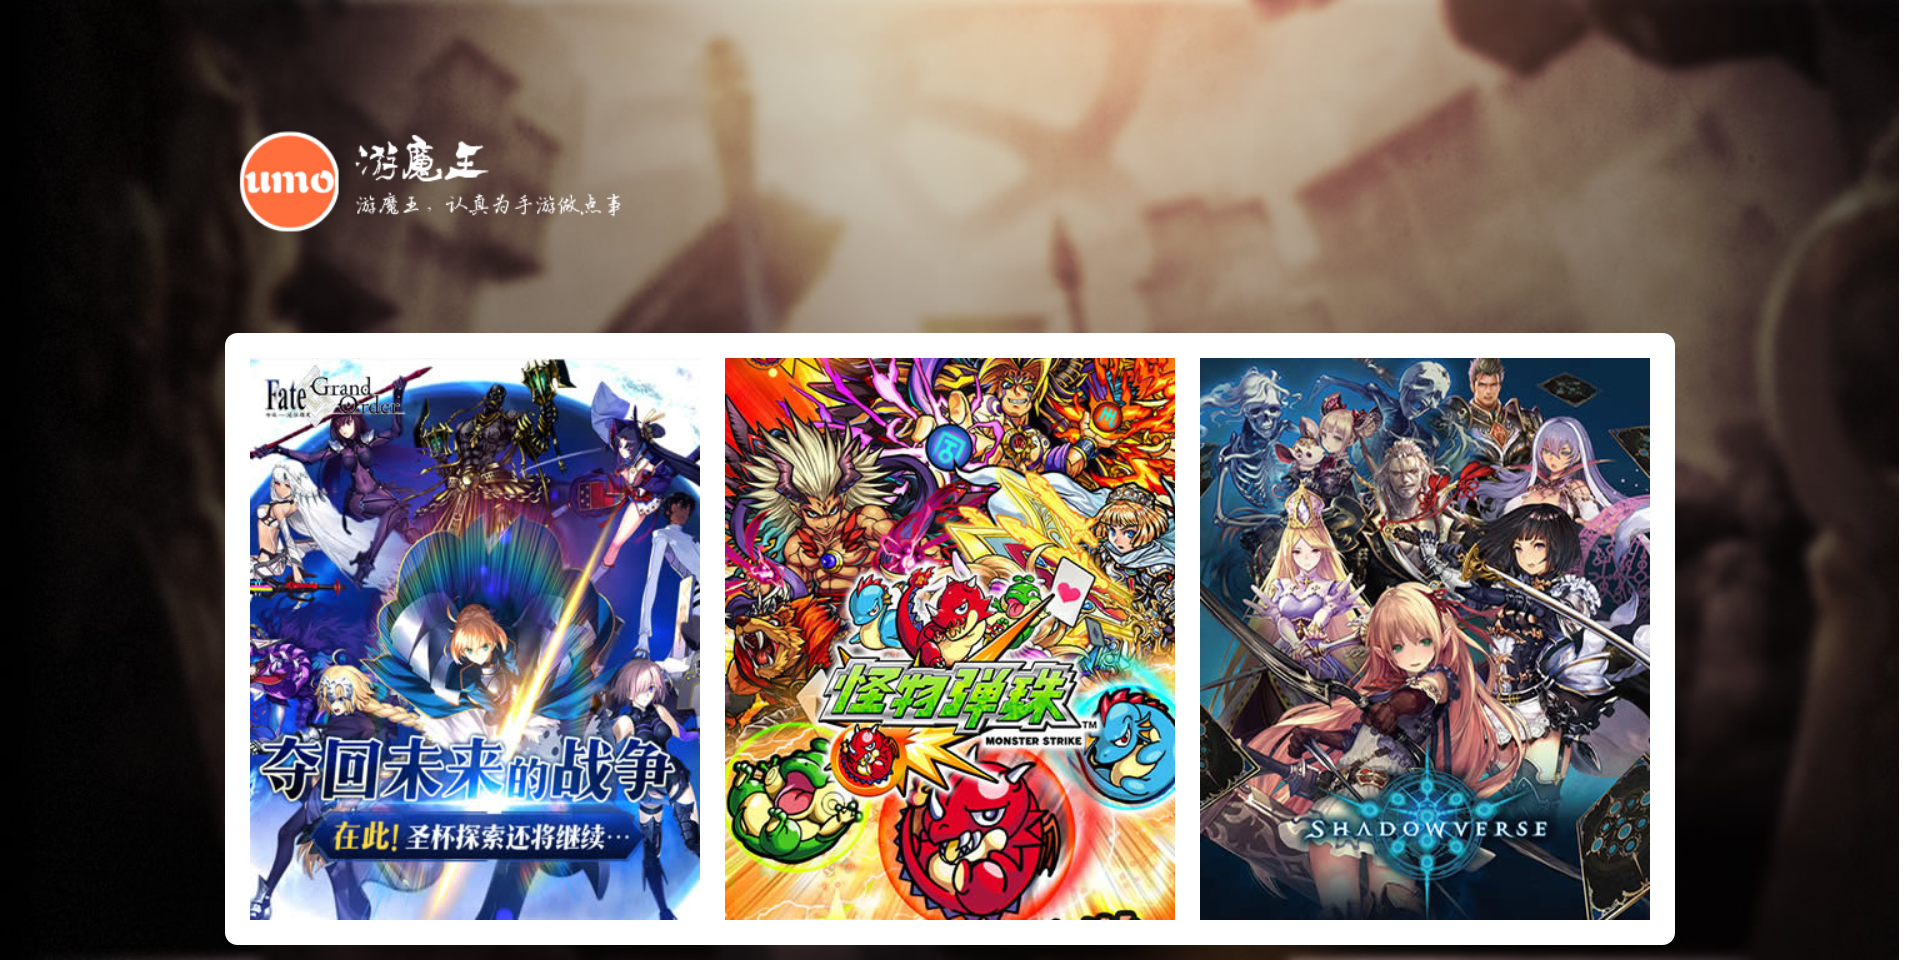 umo
游魔王
游魔王、认真为手游做点事
Fate
Grand
Order
夺回未来的战争
在此！圣杯探索还将继续…
怪物弹珠
TM
MONSTER STRIKE
SHADOWVERSE